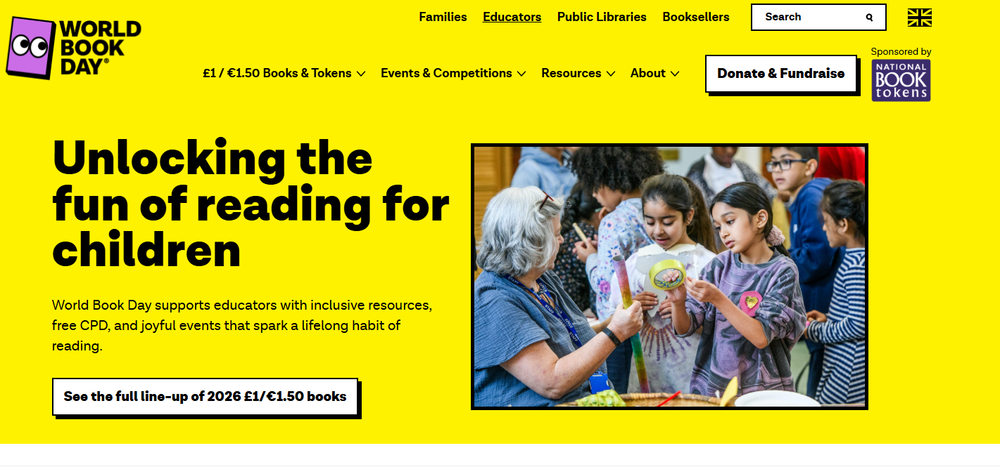 Families Educators Public Libraries Booksellers Search
WORLD
BOOK
DAY®
Sponsored by
NATIONAL
BOOK
tokens
£1 / €1.50 Books & Tokens Events & Competitions Resources About Donate & Fundraise
Unlocking the
fun of reading for
children
World Book Day supports educators with inclusive resources,
free CPD, and joyful events that spark a lifelong habit of
reading.
See the full line-up of 2026 £1/€1.50 books
STAFF